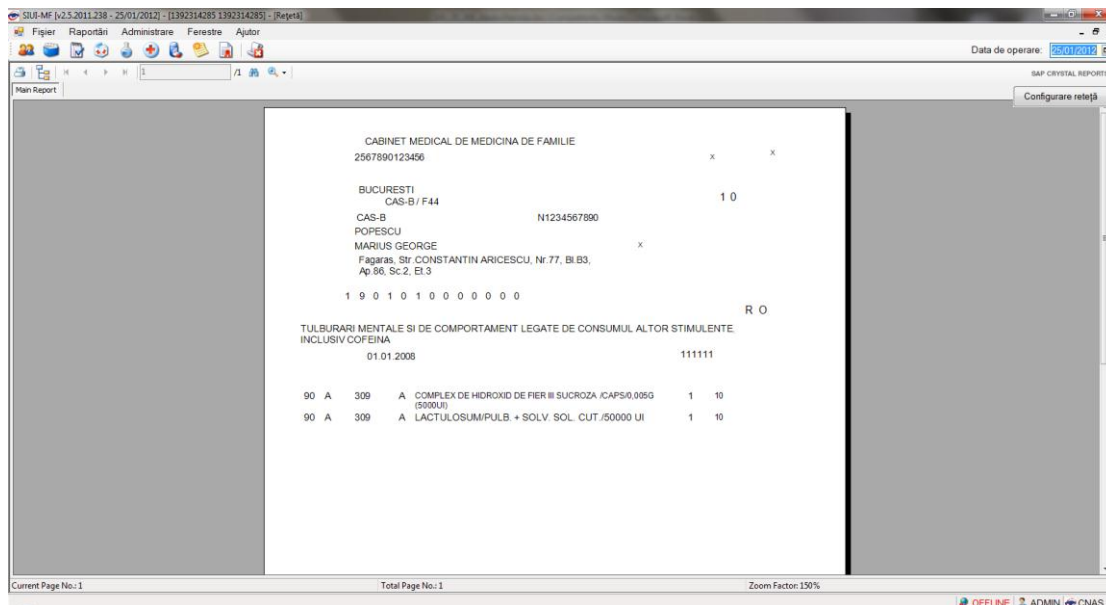 SIUI-MF [v2.5.2011.238 - 25/01/2012] - [1392314285 1392314285] - [Rețetă]
Fișier Raportări Administrare Ferestre Ajutor
Data de operare: 25/01/2012
1 /1
SAP CRYSTAL REPORTS
Main Report
Configurare rețetă
CABINET MEDICAL DE MEDICINA DE FAMILIE
2567890123456 x x
BUCURESTI
CAS-B / F44 1 0
CAS-B N1234567890
POPESCU
MARIUS GEORGE x
Fagaras, Str.CONSTANTIN ARICESCU, Nr.77, Bl.B3,
Ap.86, Sc.2, Et.3
1 9 0 1 0 1 0 0 0 0 0 0 0
R O
TULBURARI MENTALE SI DE COMPORTAMENT LEGATE DE CONSUMUL ALTOR STIMULENTE,
INCLUSIV COFEINA
01.01.2008 111111
90 A 309 A COMPLEX DE HIDROXID DE FIER III SUCROZA /CAPS/0,005G 1 10
(5000UI)
90 A 309 A LACTULOSUM/PULB. + SOLV. SOL. CUT./50000 UI 1 10
Current Page No.: 1 Total Page No.: 1 Zoom Factor: 150%
OFFLINE ADMIN CNAS